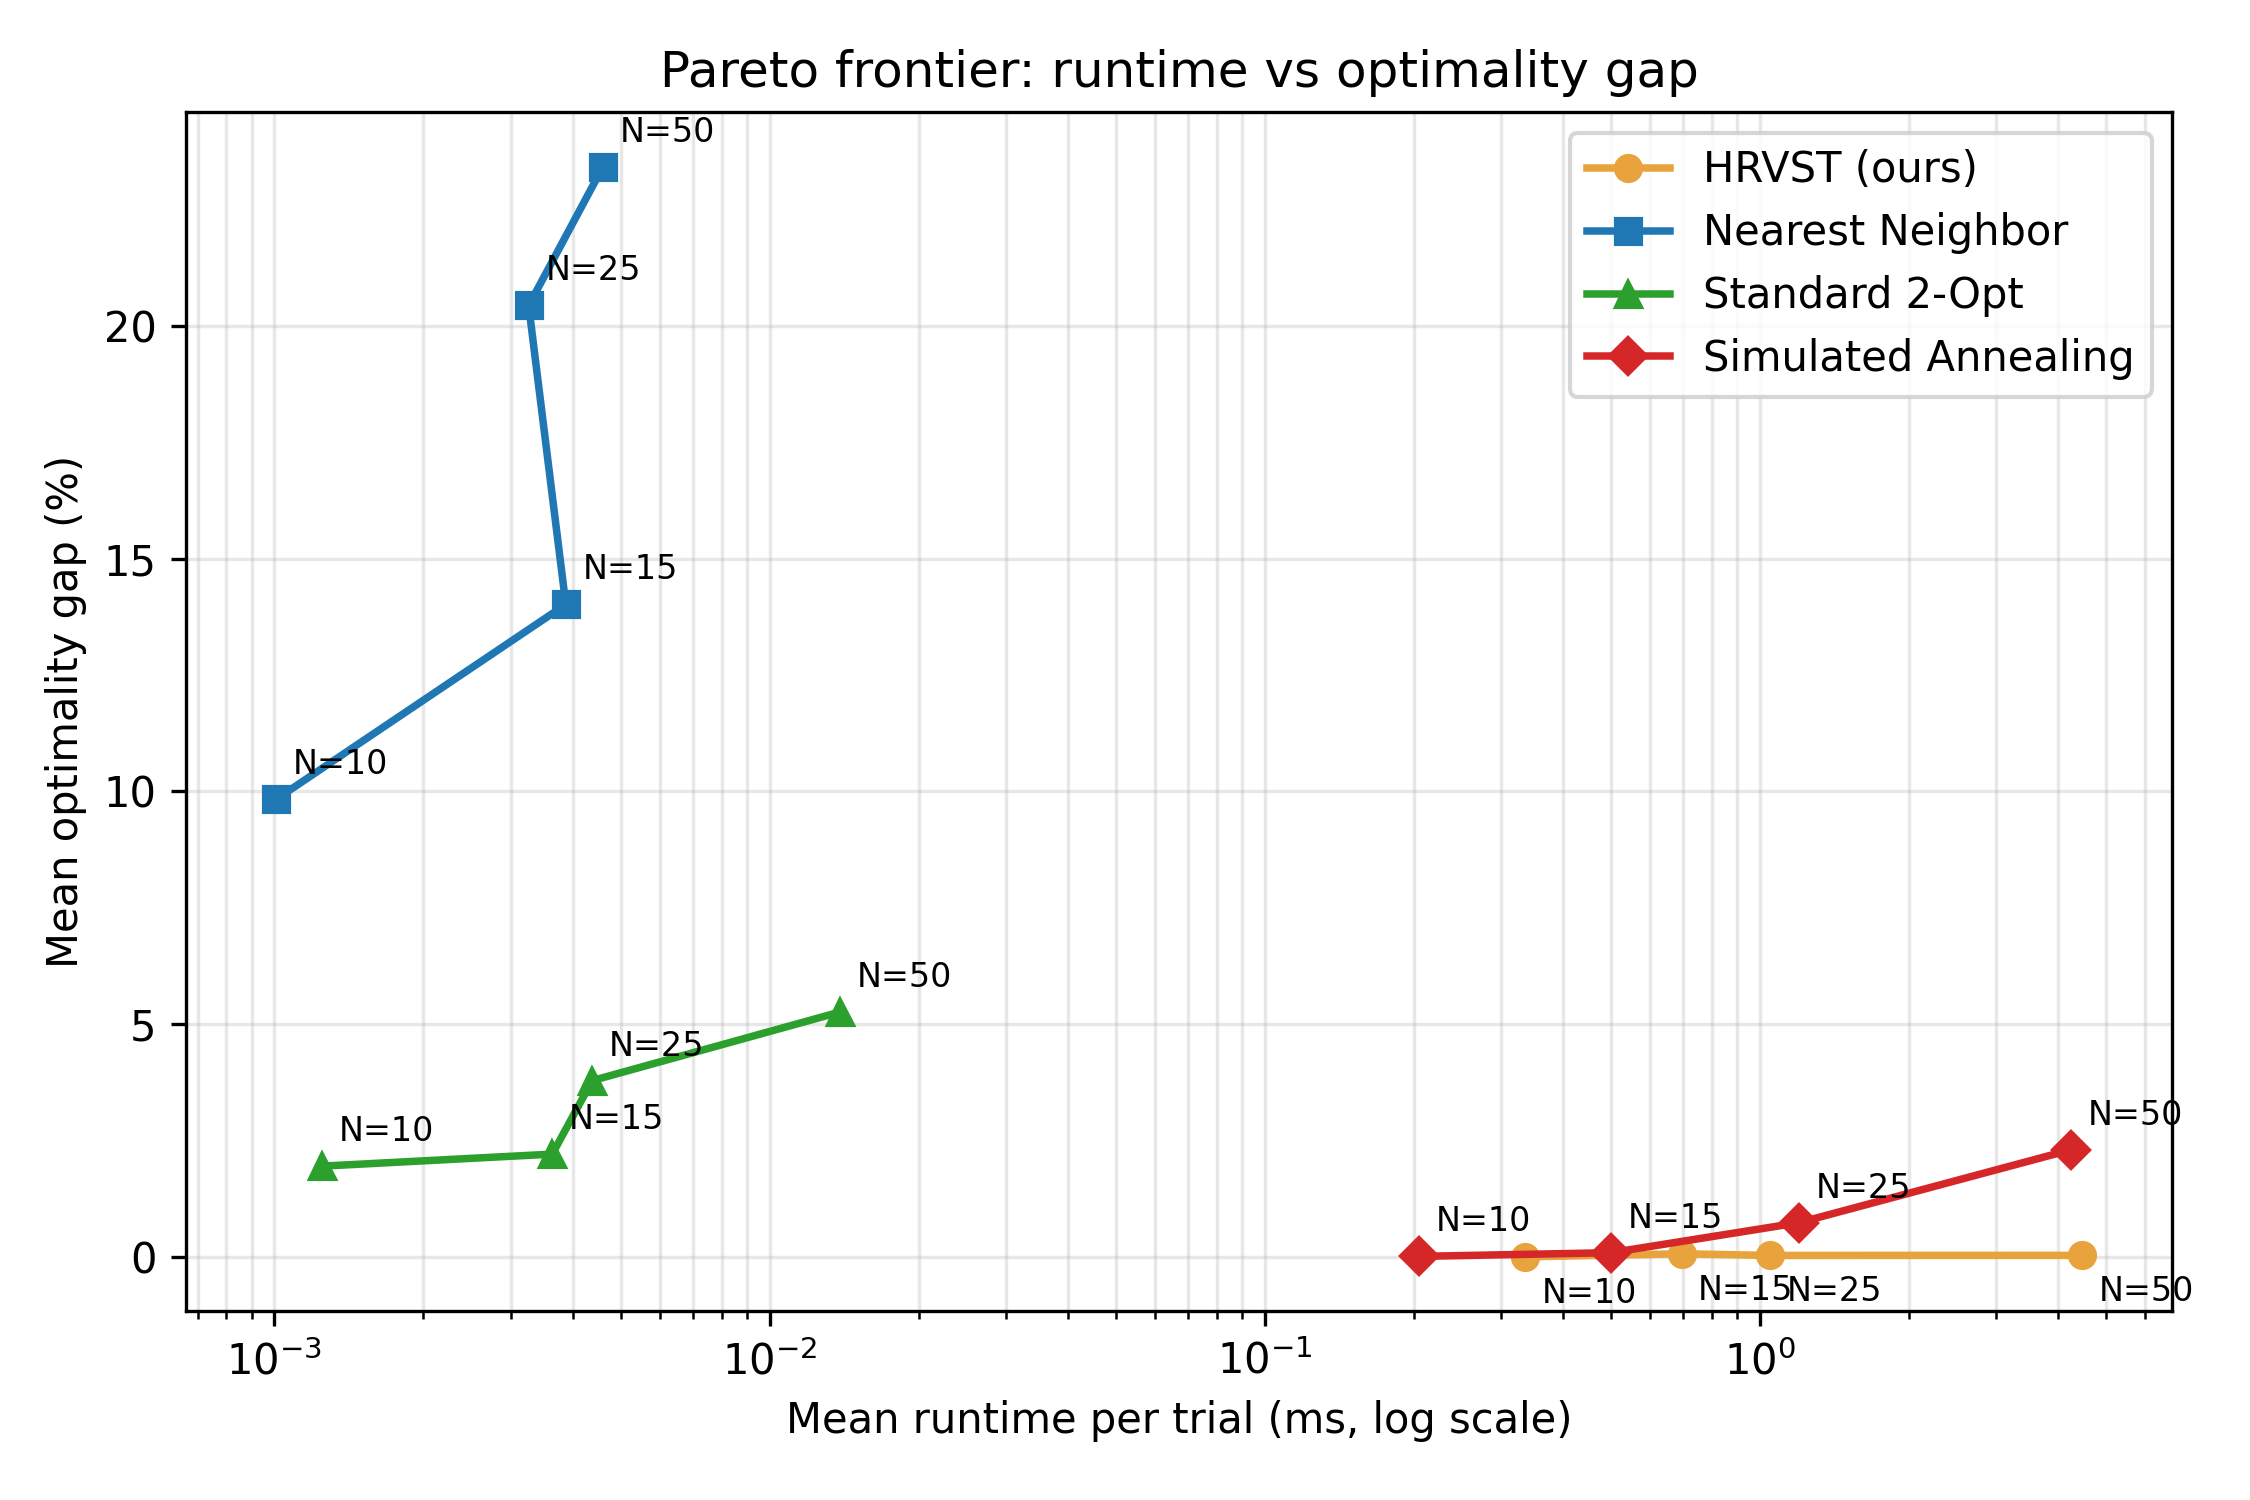 Pareto frontier: runtime vs optimality gap
HRVST (ours)
Nearest Neighbor
Standard 2-Opt
Simulated Annealing
Mean optimality gap (%)
20
15
10
5
0
N=50
N=25
N=15
N=10
N=50
N=25
N=15
N=10
N=50
N=25
N=15
N=10
N=10
N=15
N=25
N=50
10⁻³
10⁻²
10⁻¹
10⁰
Mean runtime per trial (ms, log scale)